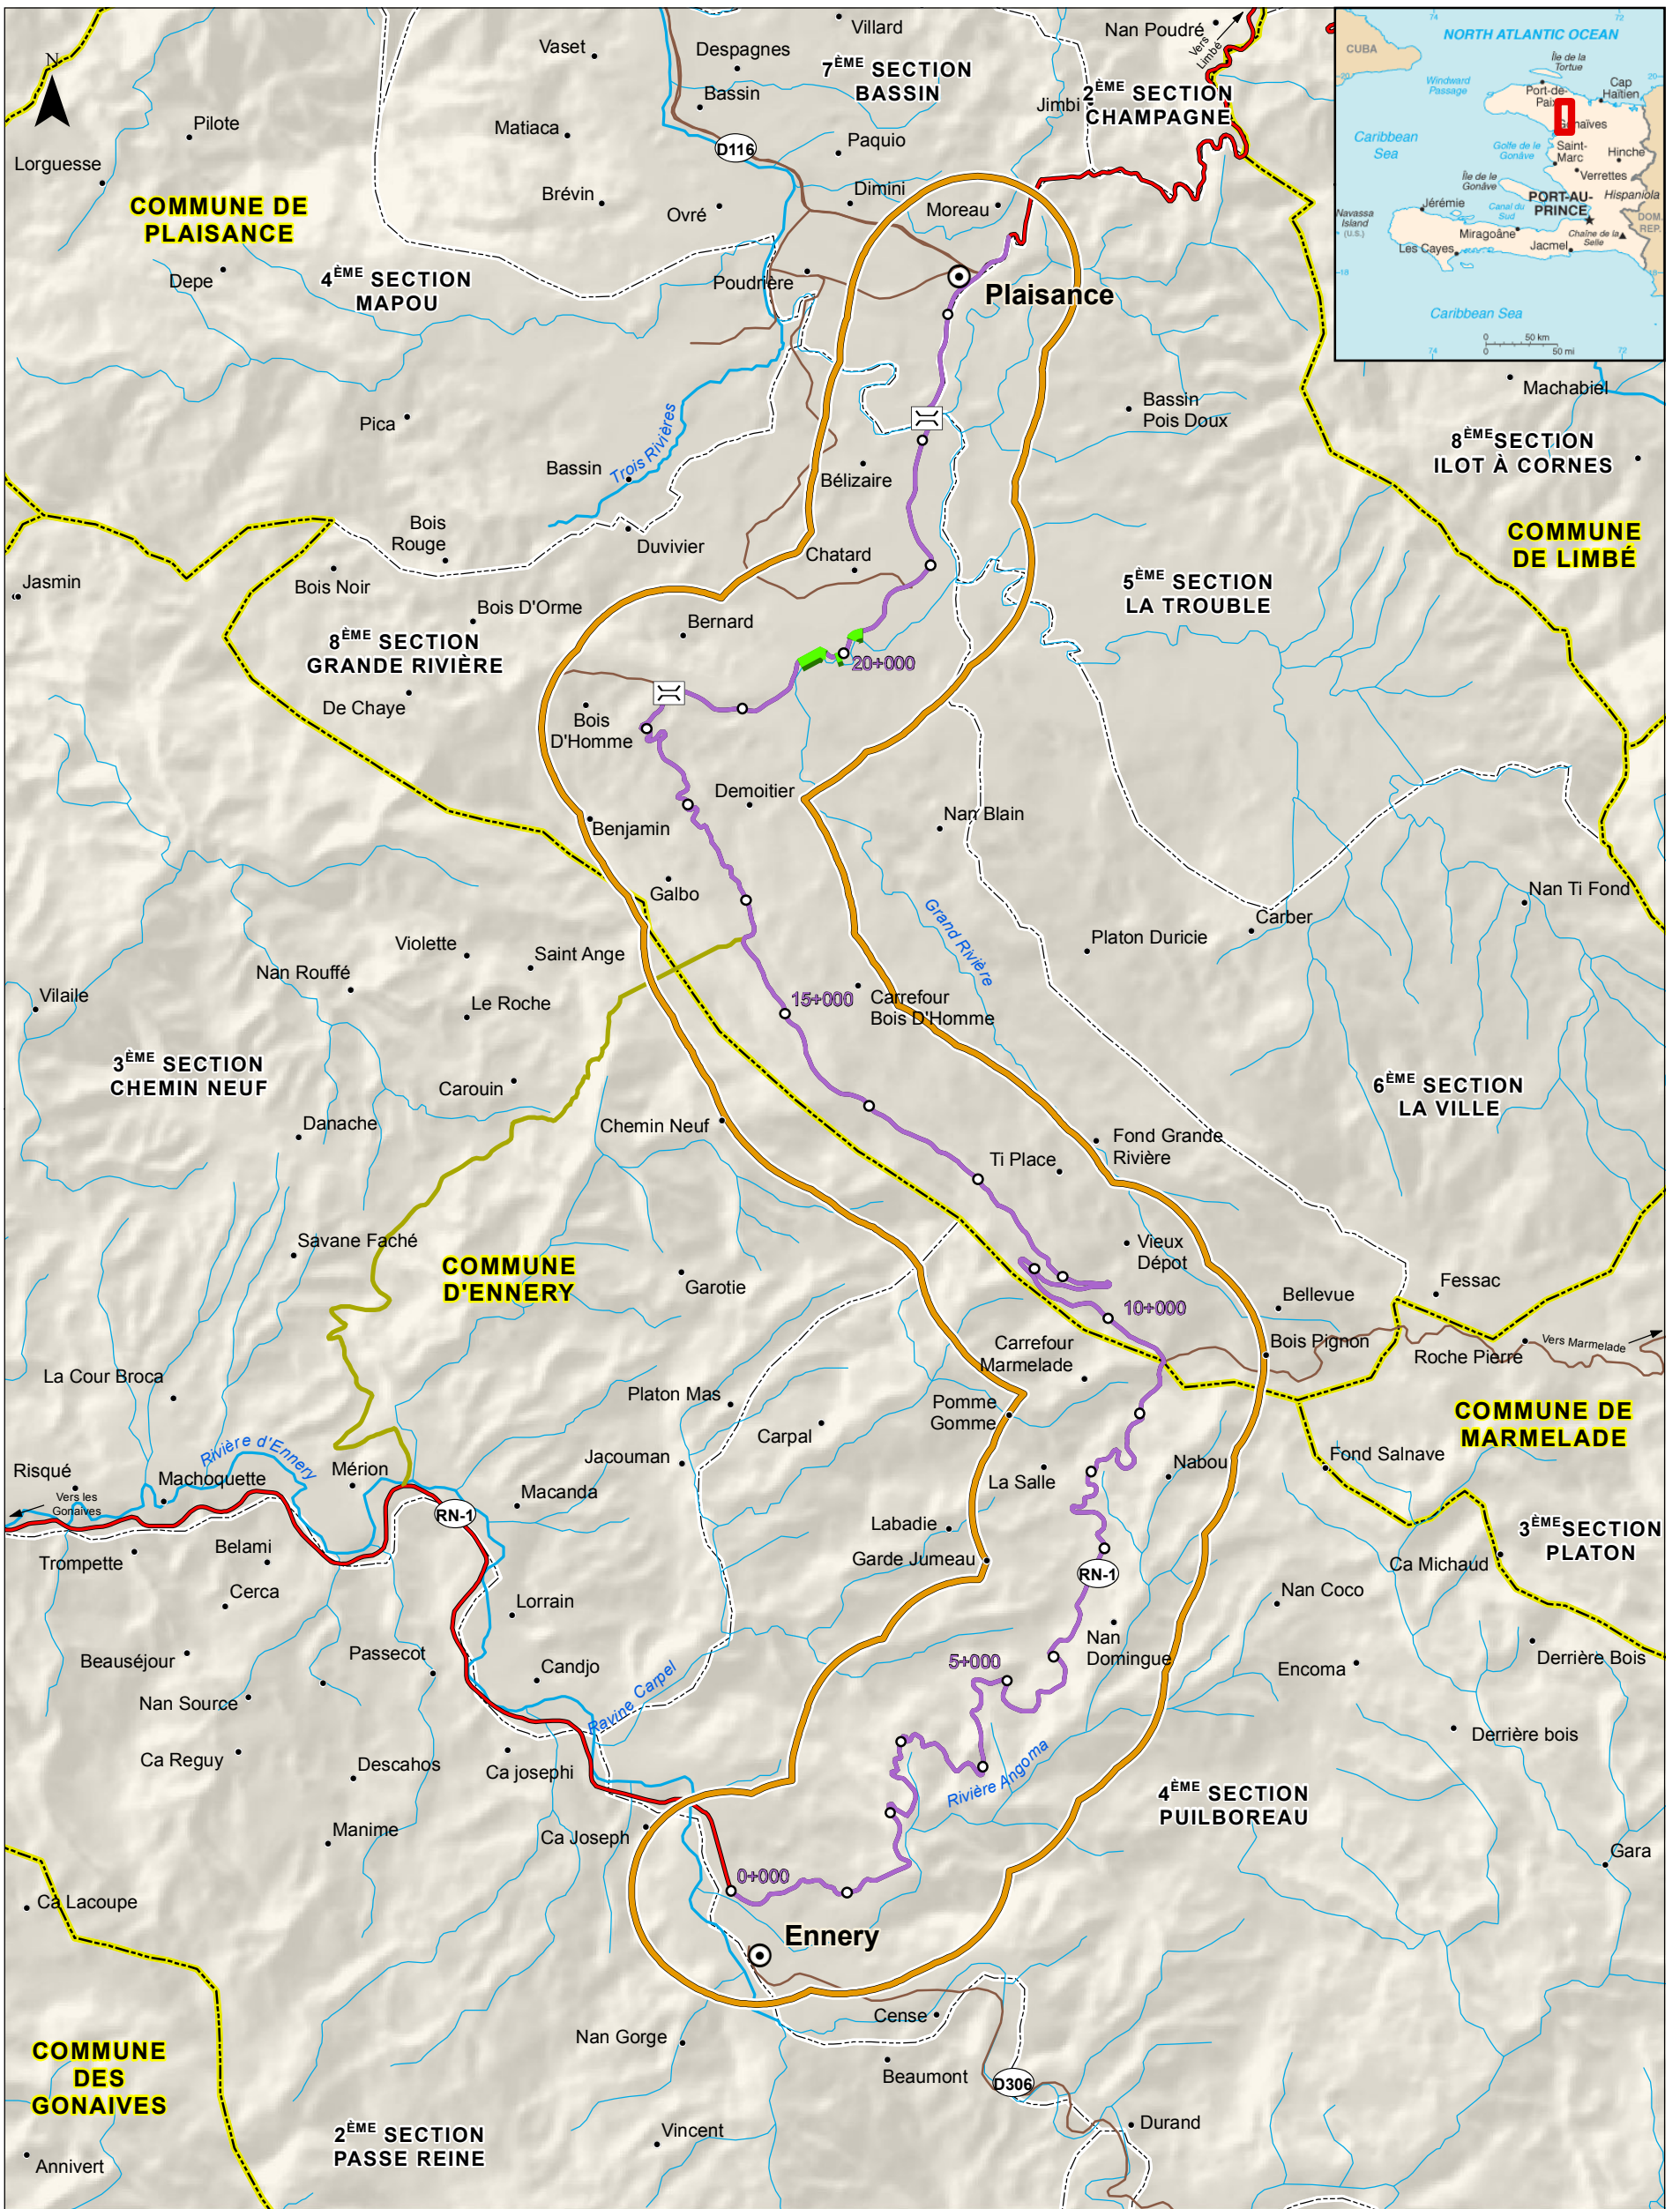 N
Villard
Nan Poudré
Vers
Limbé
Vaset
Despagnes
7ÈME SECTION
BASSIN
Bassin
2ÈME SECTION
CHAMPAGNE
Jimbi
Pilote
Matiaca
D116
Paquio
Lorguesse
Brévin
Ovré
Dimini
Moreau
COMMUNE DE
PLAISANCE
Depe
4ÈME SECTION
MAPOU
Poudrière
Plaisance
74
72
NORTH ATLANTIC OCEAN
CUBA
Île de la
Tortue
20
Windward
Passage
Port-de-
Paix
Cap
Haïtien
20
Gonaïves
Caribbean
Sea
Golfe de la
Gonâve
Saint-
Marc
Hinche
Verrettes
Île de la
Gonâve
PORT-AU-
PRINCE
Hispaniola
Jérémie
Canal du
Sud
Navassa
Island
(U.S.)
DOM.
REP.
Miragoâne
Chaîne de la
Selle
Les Cayes
Jacmel
18
18
Caribbean Sea
0 50 km
0 50 mi
74
72
Machabiel
Pica
Bassin
Pois Doux
8ÈME SECTION
ILOT À CORNES
Bassin
Trois Rivières
Bélizaire
Bois
Rouge
Duvivier
Chatard
COMMUNE
DE LIMBÉ
Jasmin
Bois Noir
5ÈME SECTION
LA TROUBLE
Bois D'Orme
Bernard
8ÈME SECTION
GRANDE RIVIÈRE
20+000
De Chaye
Bois
D'Homme
Demoitier
Nan Blain
Benjamin
Galbo
Nan Ti Fond
Carber
Grand Rivière
Violette
Saint Ange
Platon Duricie
Nan Rouffé
Vilaile
Le Roche
15+000
Carrefour
Bois D'Homme
3ÈME SECTION
CHEMIN NEUF
Carouin
6ÈME SECTION
LA VILLE
Danache
Chemin Neuf
Fond Grande
Rivière
Ti Place
Savane Faché
COMMUNE
D'ENNERY
Garotie
Vieux
Dépot
Fessac
10+000
Bellevue
Bois Pignon
Vers Marmelade
Carrefour
Marmelade
Roche Pierre
La Cour Broca
Platon Mas
Pomme
Gomme
COMMUNE DE
MARMELADE
Carpal
Rivière d'Ennery
Jacouman
Risqué
Machoquette
Mérion
La Salle
Nabou
Fond Salnave
Vers les
Gonaives
Macanda
RN-1
Labadie
3ÈME SECTION
PLATON
Trompette
Belami
Garde Jumeau
RN-1
Ca Michaud
Cerca
Nan Coco
Lorrain
Nan
Domingue
Beauséjour
Passecot
5+000
Encoma
Derrière Bois
Candjo
Nan Source
Ravine Carpel
Derrière bois
Ca Reguy
Descahos
Ca josephi
Rivière Angoma
4ÈME SECTION
PUILBOREAU
Manime
Ca Joseph
Gara
0+000
Ca Lacoupe
Ennery
Cense
Nan Gorge
COMMUNE
DES
GONAIVES
Beaumont
D306
Durand
2ÈME SECTION
PASSE REINE
Vincent
Annivert